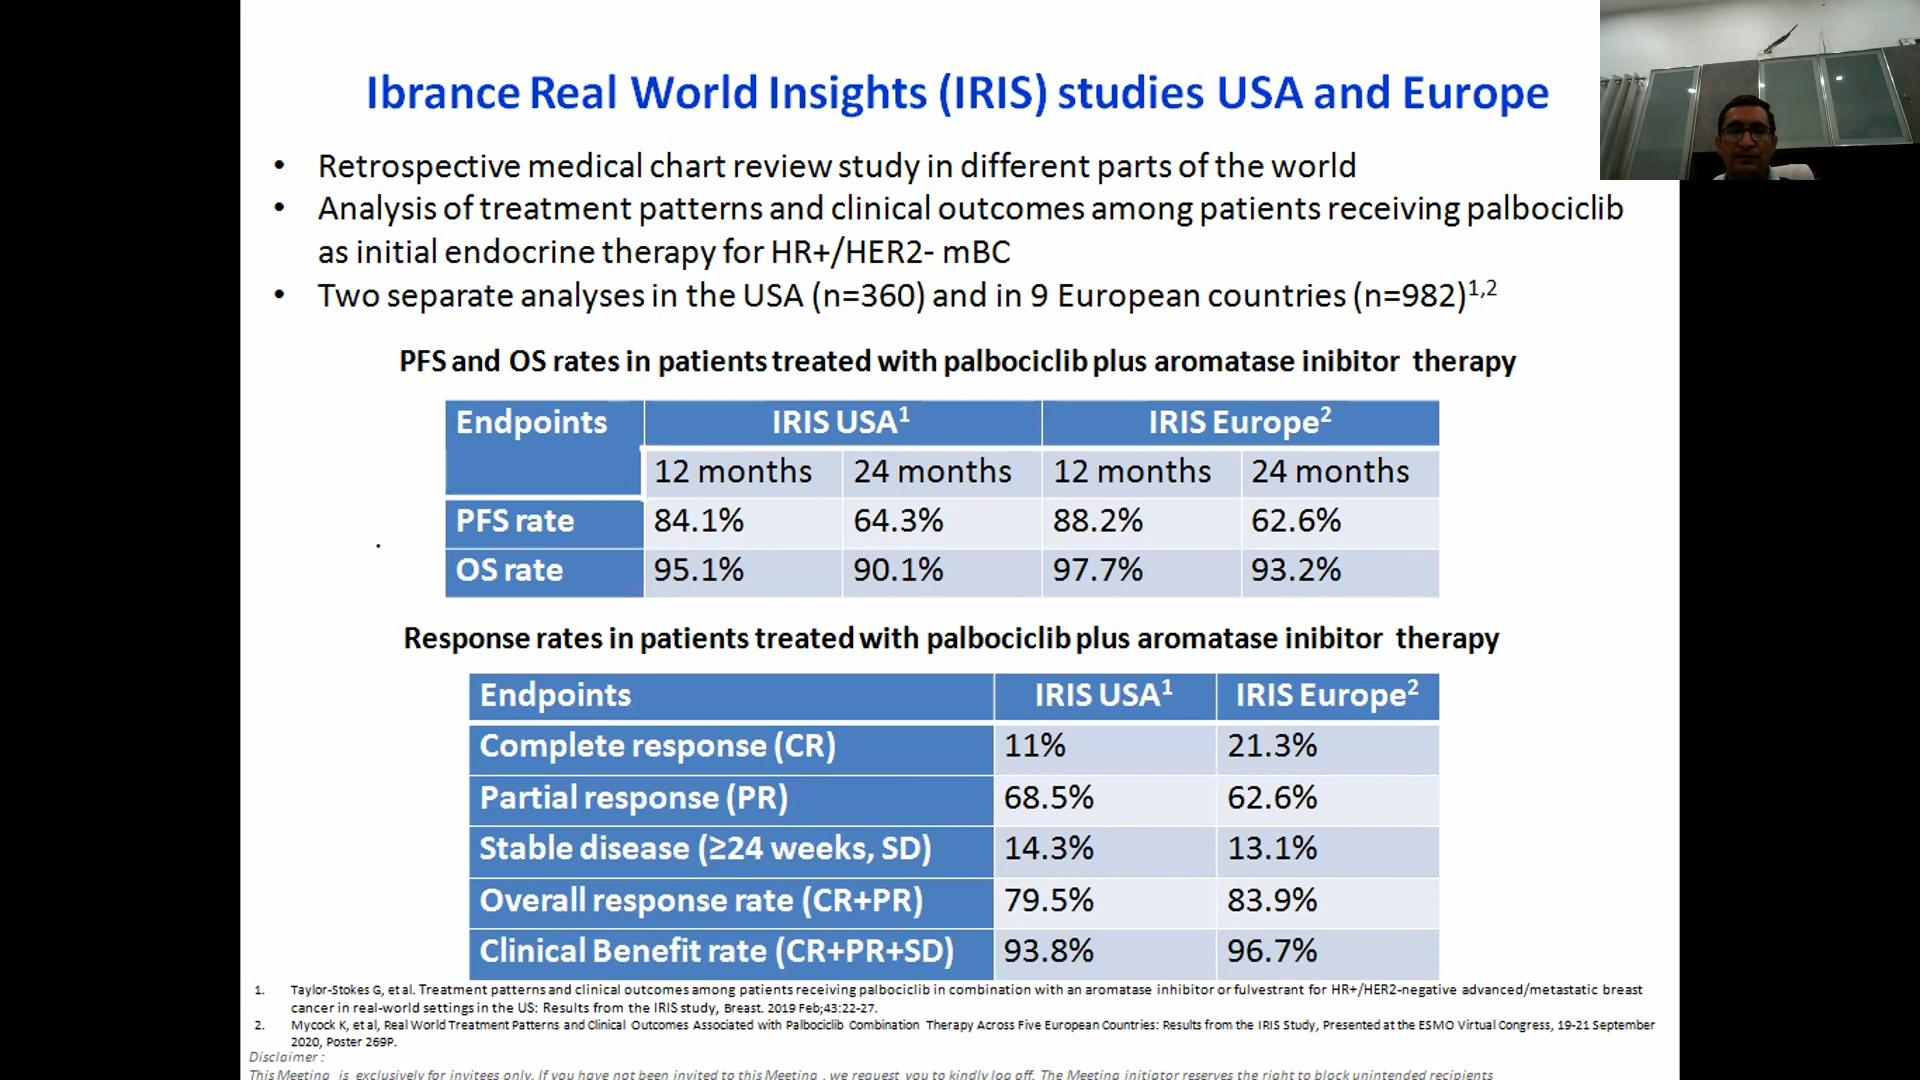 Ibrance Real World Insights (IRIS) studies USA and Europe
• Retrospective medical chart review study in different parts of the world
• Analysis of treatment patterns and clinical outcomes among patients receiving palbociclib
as initial endocrine therapy for HR+/HER2- mBC
• Two separate analyses in the USA (n=360) and in 9 European countries (n=982)1,2
PFS and OS rates in patients treated with palbociclib plus aromatase inibitor therapy
Endpoints IRIS USA1 IRIS Europe2
12 months 24 months 12 months 24 months
PFS rate 84.1% 64.3% 88.2% 62.6%
OS rate 95.1% 90.1% 97.7% 93.2%
Response rates in patients treated with palbociclib plus aromatase inibitor therapy
Endpoints IRIS USA1 IRIS Europe2
Complete response (CR) 11% 21.3%
Partial response (PR) 68.5% 62.6%
Stable disease (≥24 weeks, SD) 14.3% 13.1%
Overall response rate (CR+PR) 79.5% 83.9%
Clinical Benefit rate (CR+PR+SD) 93.8% 96.7%
1. Taylor-Stokes G, et al. Treatment patterns and clinical outcomes among patients receiving palbociclib in combination with an aromatase inhibitor or fulvestrant for HR+/HER2-negative advanced/metastatic breast
cancer in real-world settings in the US: Results from the IRIS study, Breast. 2019 Feb;43:22-27.
2. Mycock K, et al, Real World Treatment Patterns and Clinical Outcomes Associated with Palbociclib Combination Therapy Across Five European Countries: Results from the IRIS Study, Presented at the ESMO Virtual Congress, 19-21 September
2020, Poster 269P.
Disclaimer :
This Meeting is exclusively for invitees only. If you have not been invited to this Meeting , we request you to kindly log off. The Meeting initiator reserves the right to block unintended recipients